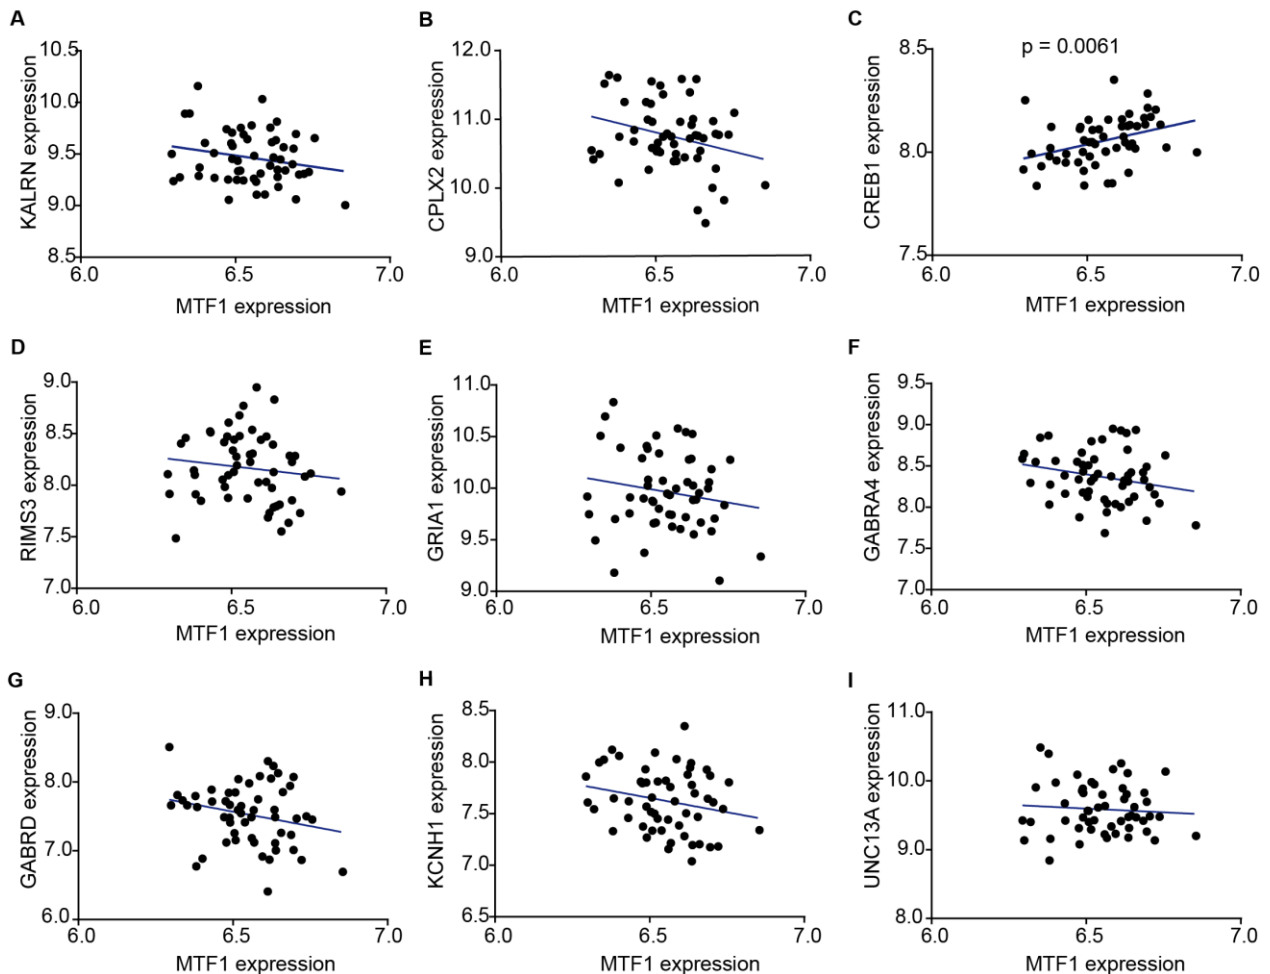 A
KALRN expression
10.5
10.0
9.5
9.0
8.5
6.0 6.5 7.0
MTF1 expression
B
CPLX2 expression
12.0
11.0
10.0
9.0
6.0 6.5 7.0
MTF1 expression
C
p = 0.0061
CREB1 expression
8.5
8.0
7.5
6.0 6.5 7.0
MTF1 expression
D
RIMS3 expression
9.0
8.5
8.0
7.5
7.0
6.0 6.5 7.0
MTF1 expression
E
GRIA1 expression
11.0
10.5
10.0
9.5
9.0
6.0 6.5 7.0
MTF1 expression
F
GABRA4 expression
9.5
9.0
8.5
8.0
7.5
7.0
6.0 6.5 7.0
MTF1 expression
G
GABRD expression
9.0
8.0
7.0
6.0
6.0 6.5 7.0
MTF1 expression
H
KCNH1 expression
8.5
8.0
7.5
7.0
6.5
6.0 6.5 7.0
MTF1 expression
I
UNC13A expression
11.0
10.0
9.0
8.0
6.0 6.5 7.0
MTF1 expression